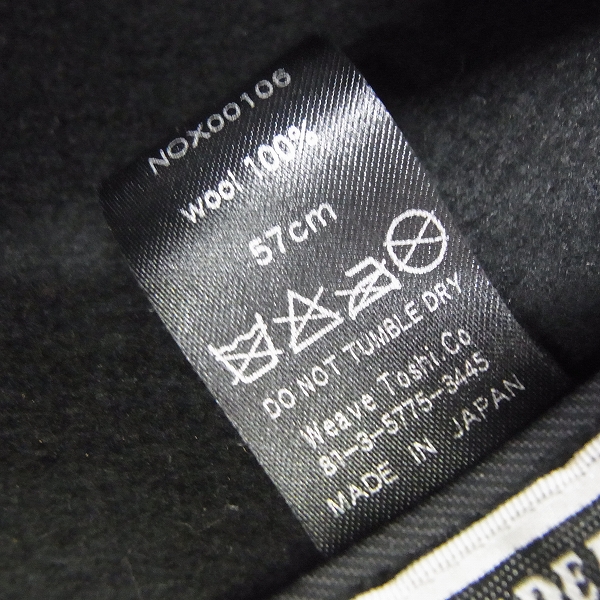 NOX00106
wool 100%
57cm
DO NOT TUMBLE DRY
Weave Toshi Co
81-3-5775-3445
MADE IN JAPAN